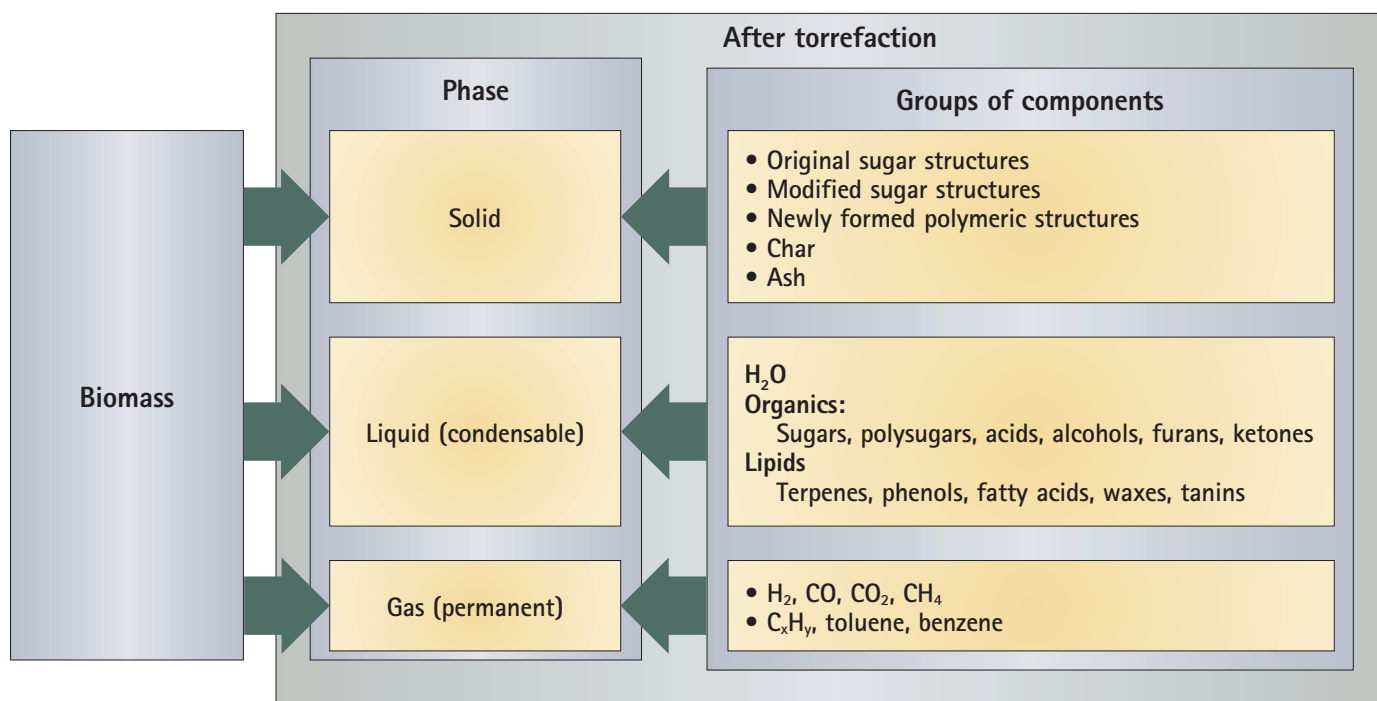 After torrefaction
Phase
Groups of components
Biomass
Solid
• Original sugar structures
• Modified sugar structures
• Newly formed polymeric structures
• Char
• Ash
Liquid (condensable)
H₂O
Organics:
Sugars, polysugars, acids, alcohols, furans, ketones
Lipids
Terpenes, phenols, fatty acids, waxes, tanins
Gas (permanent)
• H₂, CO, CO₂, CH₄
• CₓHᵧ, toluene, benzene